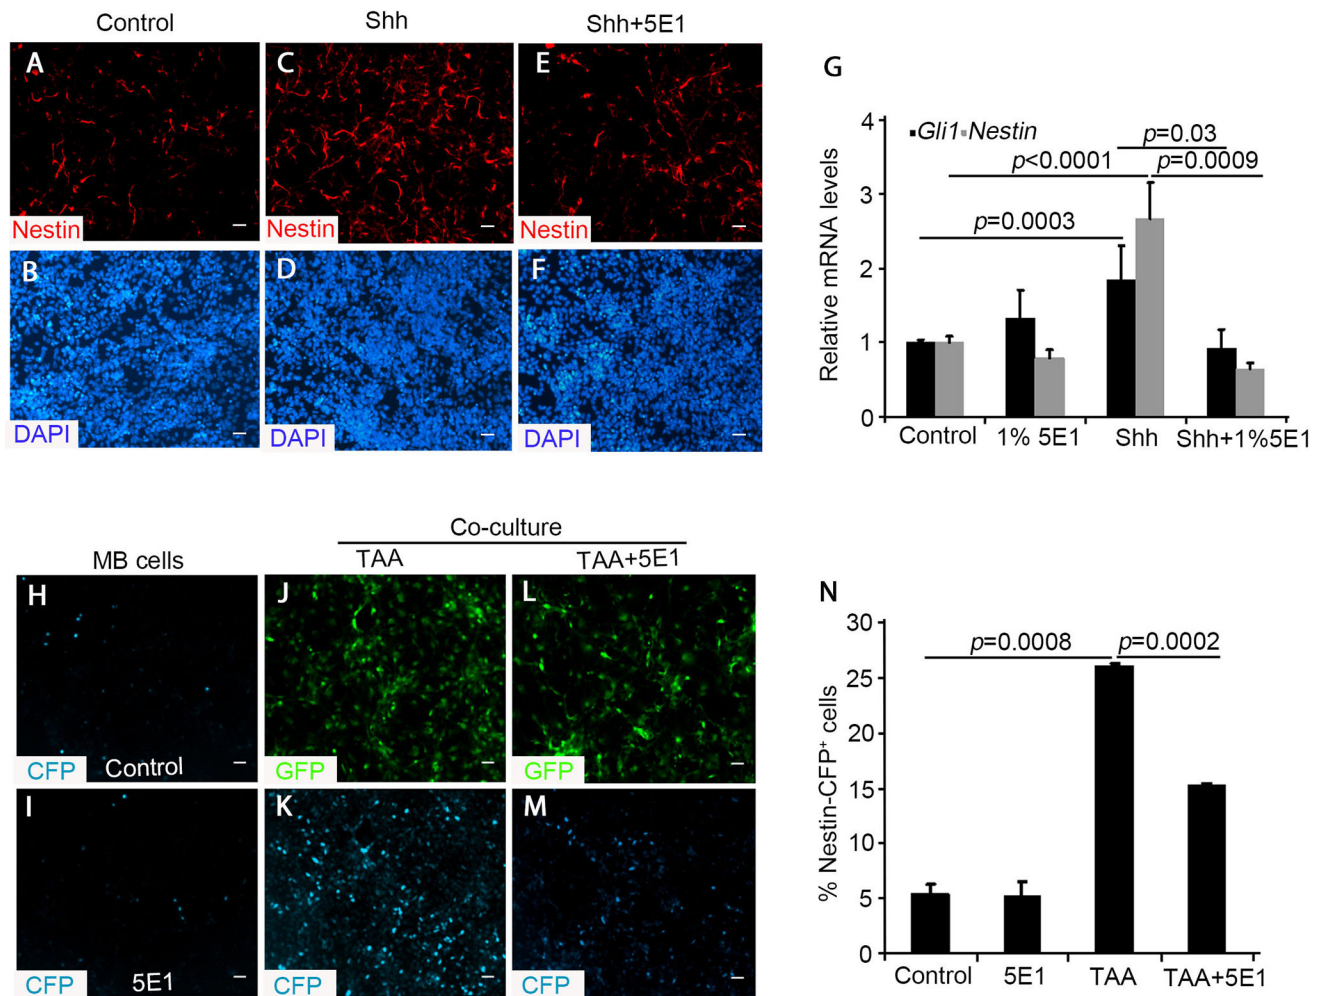 Control
Shh
Shh+5E1
A
C
E
Nestin
Nestin
Nestin
B
D
F
DAPI
DAPI
DAPI
G
Gli1 Nestin
p=0.03
p<0.0001
p=0.0009
p=0.0003
Relative mRNA levels
4
3
2
1
0
Control
1% 5E1
Shh
Shh+1%5E1
Co-culture
MB cells
TAA
TAA+5E1
H
J
L
CFP
Control
GFP
GFP
I
K
M
CFP
5E1
CFP
CFP
N
p=0.0008
p=0.0002
% Nestin-CFP⁺ cells
30
25
20
15
10
5
0
Control
5E1
TAA
TAA+5E1